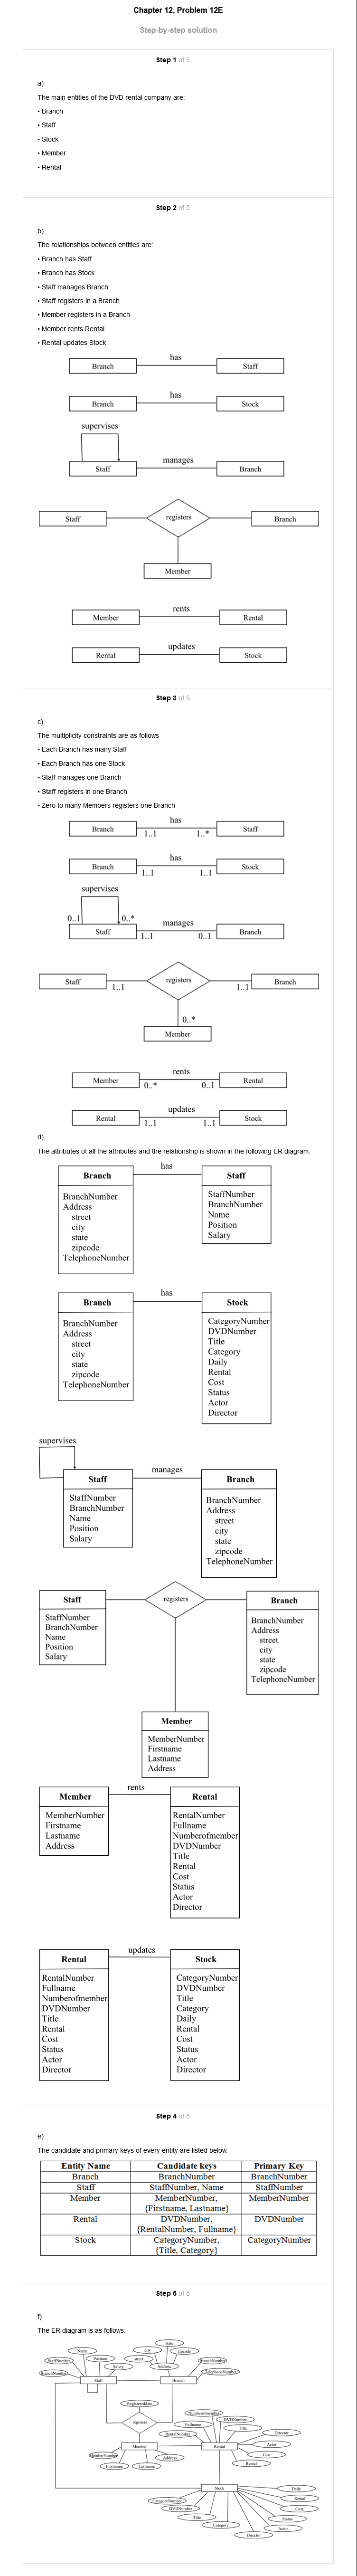 Chapter 12, Problem 12E
Step-by-step solution
Step 1 of 5
a)
The main entities of the DVD rental company are:
• Branch
• Staff
• Stock
• Member
• Rental
Step 2 of 5
b)
The relationships between entities are:
• Branch has Staff
• Branch has Stock
• Staff manages Branch
• Staff registers in a Branch
• Member registers in a Branch
• Member rents Rental
• Rental updates Stock
has
Branch Staff
has
Branch Stock
supervises
manages
Staff Branch
Staff registers Branch
Member
rents
Member Rental
updates
Rental Stock
Step 3 of 5
c)
The multiplicity constraints are as follows
• Each Branch has many Staff
• Each Branch has one Stock
• Staff manages one Branch
• Staff registers in one Branch
• Zero to many Members registers one Branch
has
Branch Staff
1..1 1..*
has
Branch Stock
1..1 1..1
supervises
0..1 0..*
manages
Staff Branch
1..1 0..1
Staff registers Branch
1..1 1..1
0..*
Member
rents
Member Rental
0..* 0..1
updates
Rental Stock
1..1 1..1
d)
The attributes of all the attributes and the relationship is shown in the following ER diagram.
has
Branch
BranchNumber
Address
street
city
state
zipcode
TelephoneNumber
Staff
StaffNumber
BranchNumber
Name
Position
Salary
has
Branch
BranchNumber
Address
street
city
state
zipcode
TelephoneNumber
Stock
CategoryNumber
DVDNumber
Title
Category
Daily
Rental
Cost
Status
Actor
Director
supervises
manages
Staff
StaffNumber
BranchNumber
Name
Position
Salary
Branch
BranchNumber
Address
street
city
state
zipcode
TelephoneNumber
Staff
StaffNumber
BranchNumber
Name
Position
Salary
registers
Branch
BranchNumber
Address
street
city
state
zipcode
TelephoneNumber
Member
MemberNumber
Firstname
Lastname
Address
rents
Member
MemberNumber
Firstname
Lastname
Address
Rental
RentalNumber
Fullname
Numberofmember
DVDNumber
Title
Rental
Cost
Status
Actor
Director
updates
Rental
RentalNumber
Fullname
Numberofmember
DVDNumber
Title
Rental
Cost
Status
Actor
Director
Stock
CategoryNumber
DVDNumber
Title
Category
Daily
Rental
Cost
Status
Actor
Director
Step 4 of 5
e)
The candidate and primary keys of every entity are listed below.
Entity Name Candidate keys Primary Key
Branch BranchNumber BranchNumber
Staff StaffNumber, Name StaffNumber
Member MemberNumber, MemberNumber
{Firstname, Lastname}
Rental DVDNumber, DVDNumber
{RentalNumber, Fullname}
Stock CategoryNumber, CategoryNumber
{Title, Category}
Step 5 of 5
f)
The ER diagram is as follows:
state
Name city zipcode
StaffNumber Position street BranchNumber
Salary Address
BranchNumber TelephoneNumber
Staff Branch
Registereddate
registers
DVDNumber
Fullname Title
RentalNumber Director
Member Rental Actor
MemberNumber Address Cost
Firstname Lastname Rental
Stock Daily
Rental
CategoryNumber Cost
DVDNumber Status
Title Actor
Category Director